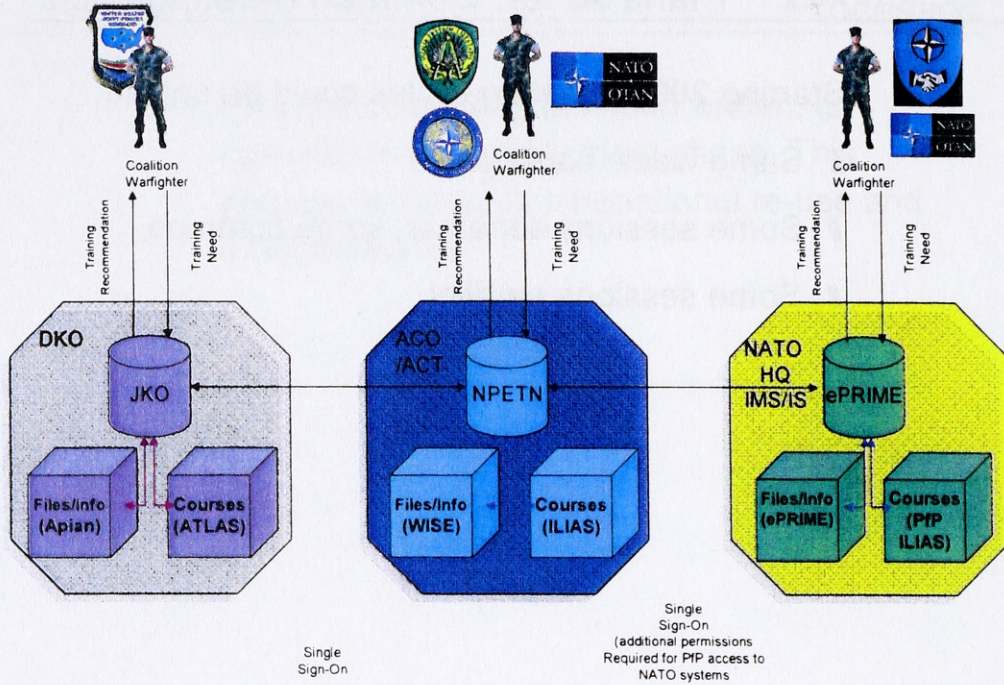 NATO
OTAN
NATO
OTAN
Coalition
Warfighter
Coalition
Warfighter
Coalition
Warfighter
Training
Recommendation
Training
Need
Training
Recommendation
Training
Need
Training
Recommendation
Training
Need
DKO
JKO
Files/Info
(Apian)
Courses
(ATLAS)
ACO
/ACT
NPETN
Files/Info
(WISE)
Courses
(ILIAS)
NATO
HQ
IMS/IS
ePRIME
Files/Info
(ePRIME)
Courses
(PfP
ILIAS)
Single
Sign-On
Single
Sign-On
(additional permissions
Required for PfP access to
NATO systems